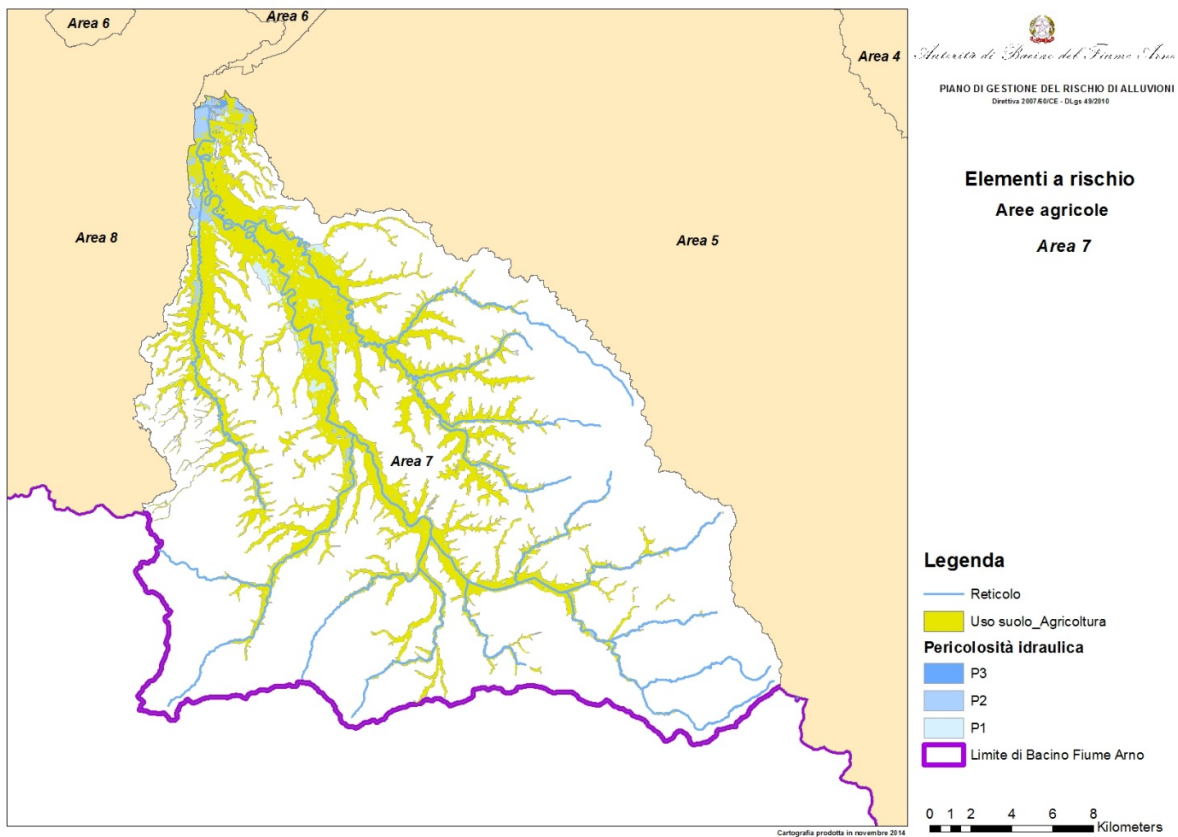 Area 6
Area 6
Area 4
Area 8
Area 5
Area 7
Autorità di Bacino del Fiume Arno
PIANO DI GESTIONE DEL RISCHIO DI ALLUVIONI
Direttiva 2007/60/CE - DLgs 49/2010
Elementi a rischio
Aree agricole
Area 7
Legenda
Reticolo
Uso suolo_Agricoltura
Pericolosità idraulica
P3
P2
P1
Limite di Bacino Fiume Arno
0 1 2 4 6 8
Kilometers
Cartografia prodotta in novembre 2014